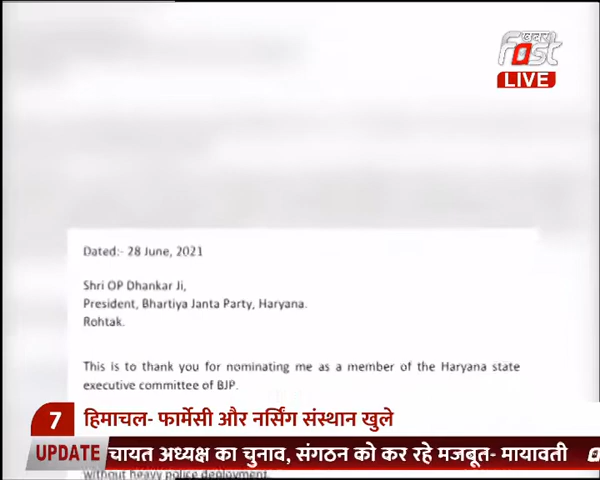 खबर
Fast
LIVE
Dated:- 28 June, 2021
Shri OP Dhankar Ji,
President, Bhartiya Janta Party, Haryana.
Rohtak.
This is to thank you for nominating me as a member of the Haryana state
executive committee of BJP.
7 हिमाचल- फार्मेसी और नर्सिंग संस्थान खुले
UPDATE चायत अध्यक्ष का चुनाव, संगठन को कर रहे मजबूत- मायावती
without heavy police deployment.